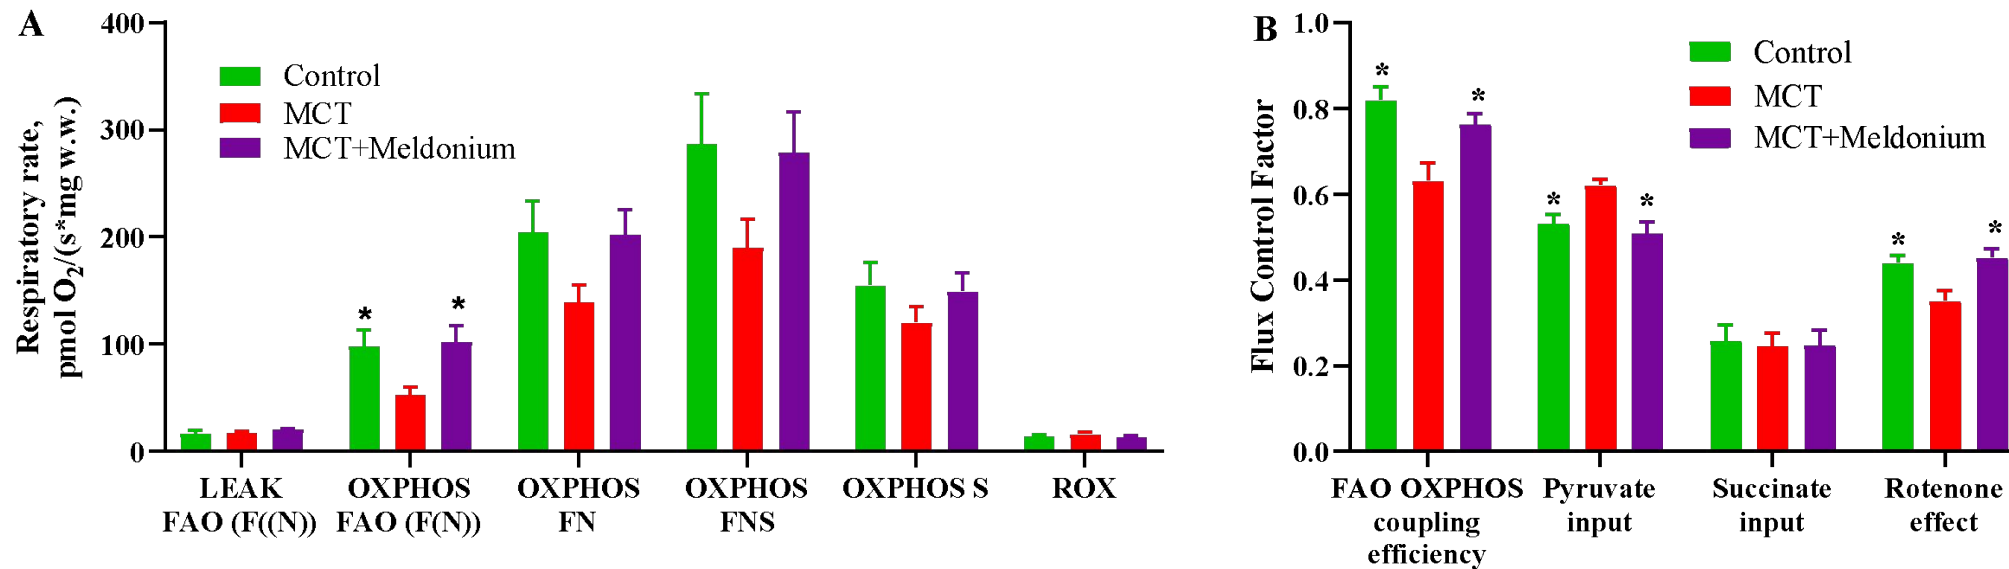 A
Respiratory rate,
pmol O₂/(s*mg w.w.)
400
300
200
100
0
Control
MCT
MCT+Meldonium
*
*
LEAK
FAO (F((N))
OXPHOS
FAO (F(N))
OXPHOS
FN
OXPHOS
FNS
OXPHOS S
ROX
B
Flux Control Factor
1.0
0.8
0.6
0.4
0.2
0.0
Control
MCT
MCT+Meldonium
*
*
*
*
*
*
FAO OXPHOS
coupling
efficiency
Pyruvate
input
Succinate
input
Rotenone
effect